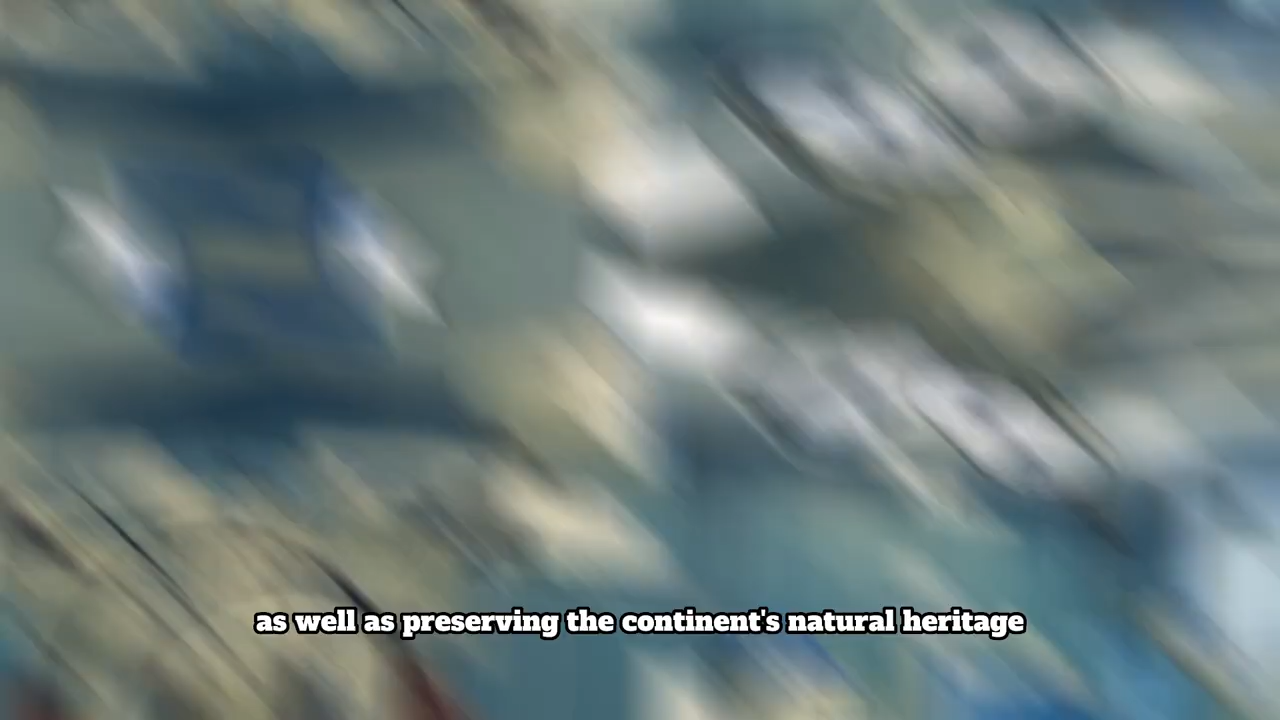 as well as preserving the continent's natural heritage